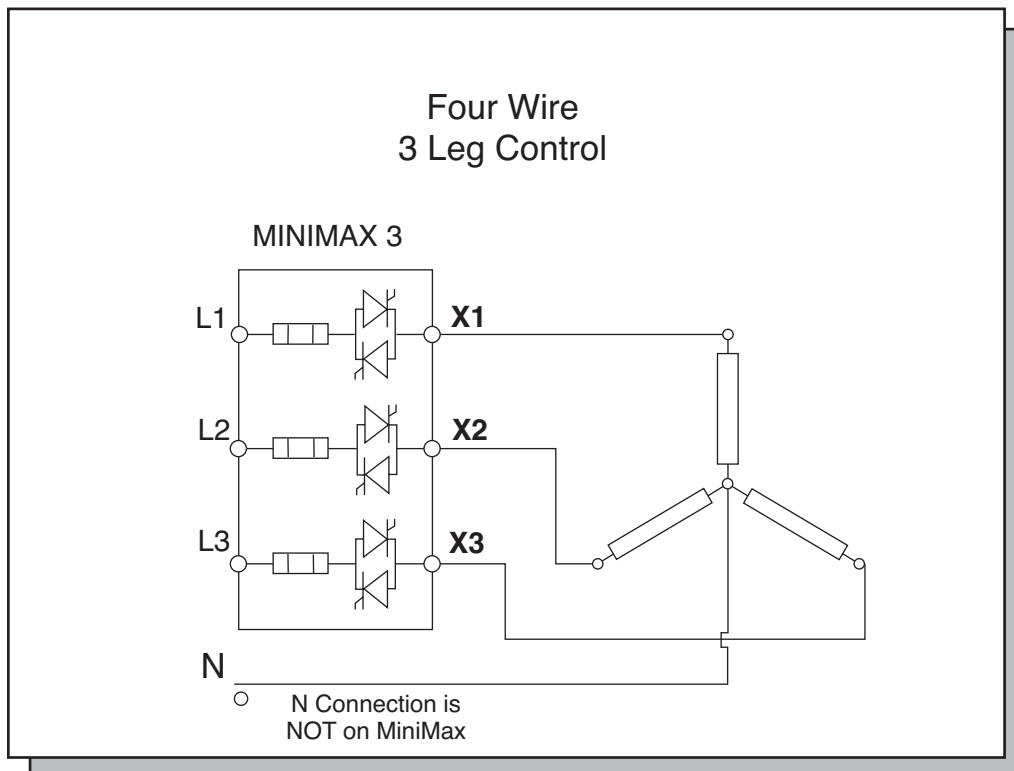 Four Wire
3 Leg Control
MINIMAX 3
L1
X1
L2
X2
L3
X3
N
N Connection is
NOT on MiniMax